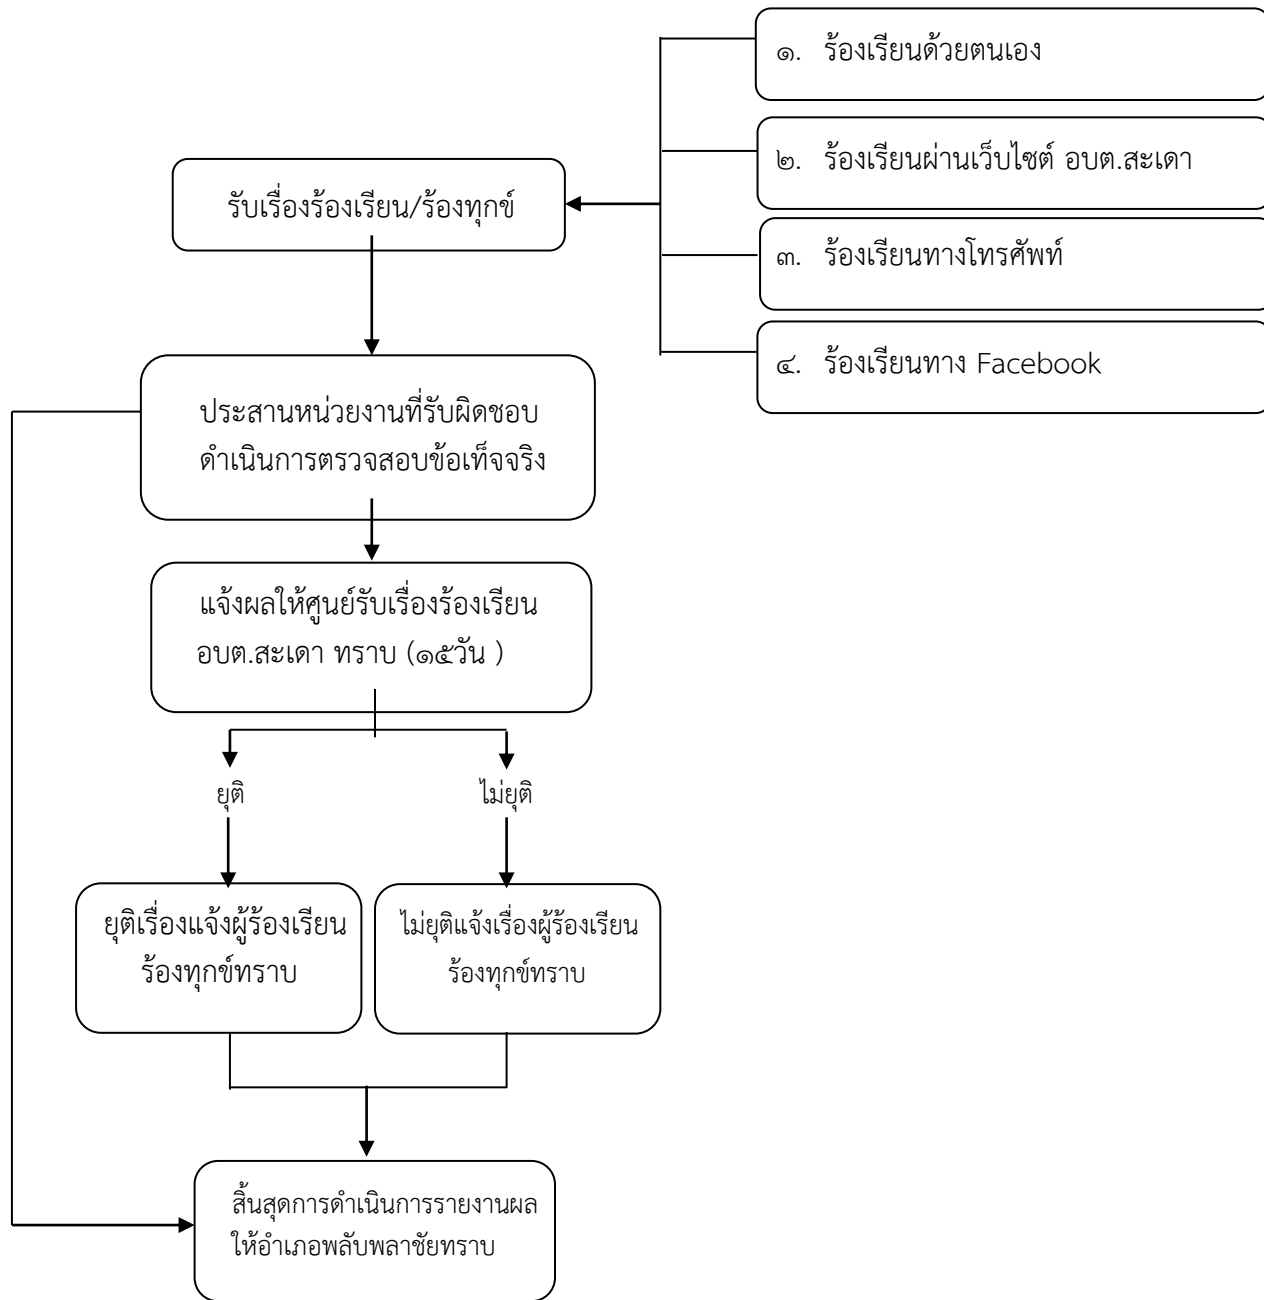 ๑. ร้องเรียนด้วยตนเอง
๒. ร้องเรียนผ่านเว็บไซต์ อบต.สะเดา
๓. ร้องเรียนทางโทรศัพท์
๔. ร้องเรียนทาง Facebook
รับเรื่องร้องเรียน/ร้องทุกข์
ประสานหน่วยงานที่รับผิดชอบ
ดำเนินการตรวจสอบข้อเท็จจริง
แจ้งผลให้ศูนย์รับเรื่องร้องเรียน
อบต.สะเดา ทราบ (๑๕วัน )
ยุติ
ไม่ยุติ
ยุติเรื่องแจ้งผู้ร้องเรียน
ร้องทุกข์ทราบ
ไม่ยุติแจ้งเรื่องผู้ร้องเรียน
ร้องทุกข์ทราบ
สิ้นสุดการดำเนินการรายงานผล
ให้อำเภอพลับพลาชัยทราบ